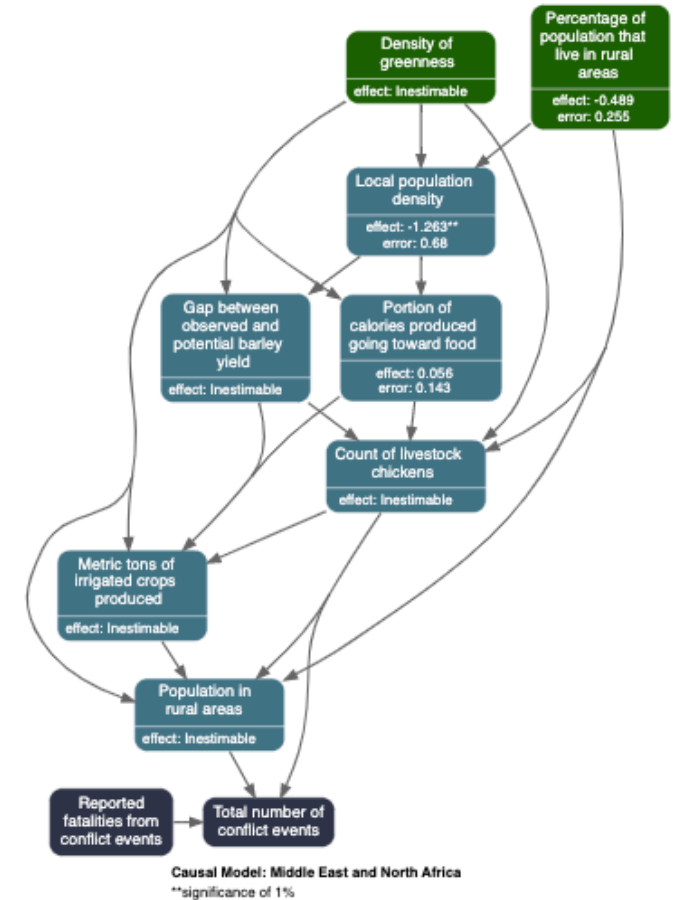 Density of
greenness
effect: Inestimable
Percentage of
population that
live in rural
areas
effect: -0.489
error: 0.255
Local population
density
effect: -1.263**
error: 0.68
Gap between
observed and
potential barley
yield
effect: Inestimable
Portion of
calories produced
going toward food
effect: 0.056
error: 0.143
Count of livestock
chickens
effect: Inestimable
Metric tons of
irrigated crops
produced
effect: Inestimable
Population in
rural areas
effect: Inestimable
Reported
fatalities from
conflict events
Total number of
conflict events
Causal Model: Middle East and North Africa
**significance of 1%